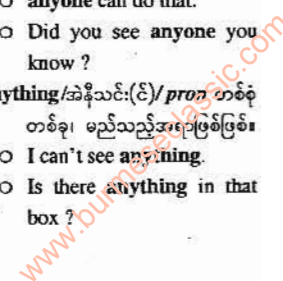 anyone can do that.
Did you see anyone you
know ?
ything/အဲနီသင်း(င်)/ pron တစ်စုံ
တစ်ခု၊ မည်သည့်အရာဖြစ်ဖြစ်။
I can't see anything.
Is there anything in that
box ?
www.burmeseclassic.com